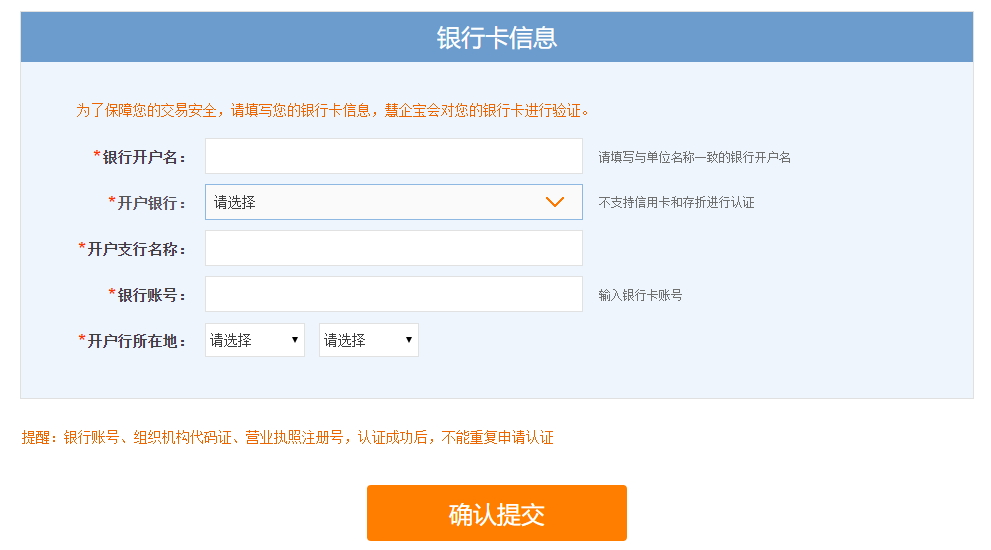 银行卡信息
为了保障您的交易安全，请填写您的银行卡信息，慧企宝会对您的银行卡进行验证。
*银行开户名： 请填写与单位名称一致的银行开户名
*开户银行： 请选择 不支持信用卡和存折进行认证
*开户支行名称：
*银行账号： 输入银行卡账号
*开户行所在地： 请选择 请选择
提醒：银行账号、组织机构代码证、营业执照注册号，认证成功后，不能重复申请认证
确认提交